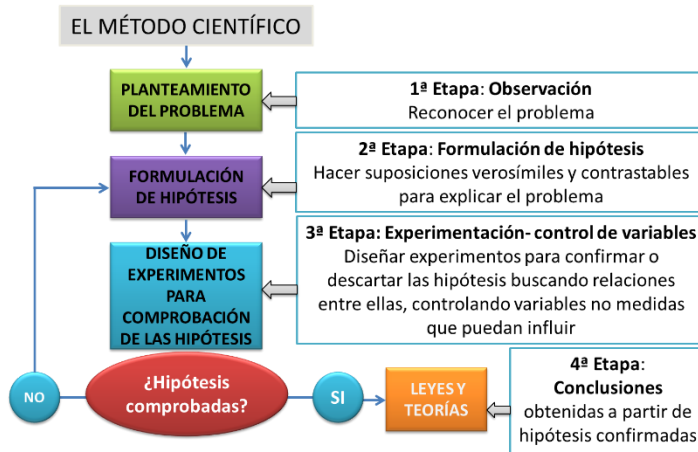 EL MÉTODO CIENTÍFICO
PLANTEAMIENTO
DEL PROBLEMA
1ª Etapa: Observación
Reconocer el problema
FORMULACIÓN
DE HIPÓTESIS
2ª Etapa: Formulación de hipótesis
Hacer suposiciones verosímiles y contrastables
para explicar el problema
DISEÑO DE
EXPERIMENTOS
PARA
COMPROBACIÓN
DE LAS HIPÓTESIS
3ª Etapa: Experimentación- control de variables
Diseñar experimentos para confirmar o
descartar las hipótesis buscando relaciones
entre ellas, controlando variables no medidas
que puedan influir
NO
¿Hipótesis
comprobadas?
SI
LEYES Y
TEORÍAS
4ª Etapa:
Conclusiones
obtenidas a partir de
hipótesis confirmadas